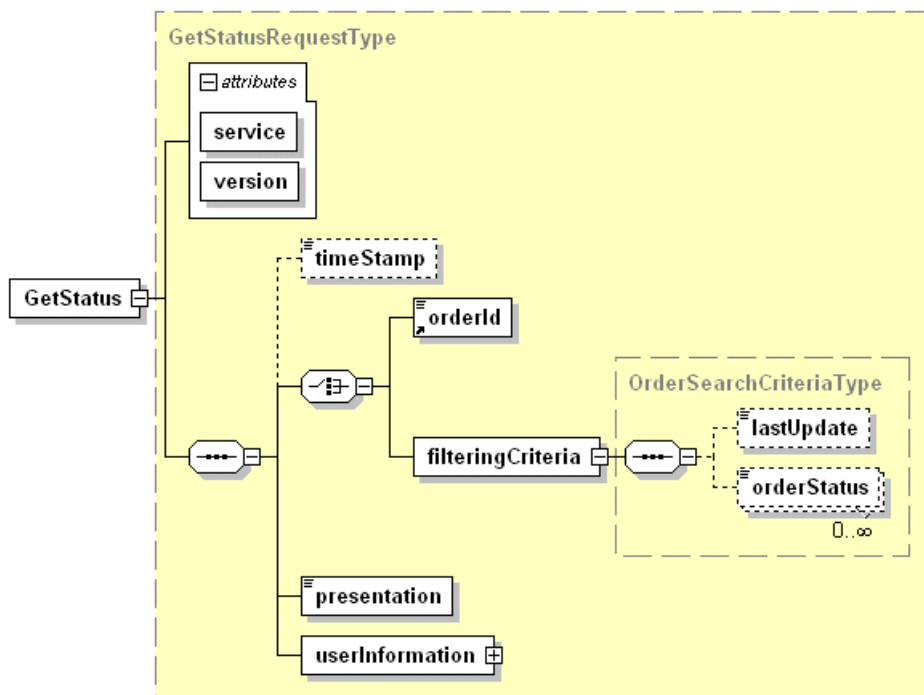 GetStatusRequestType
attributes
service
version
timeStamp
GetStatus
orderId
OrderSearchCriteriaType
lastUpdate
filteringCriteria
orderStatus
0..∞
presentation
userInformation